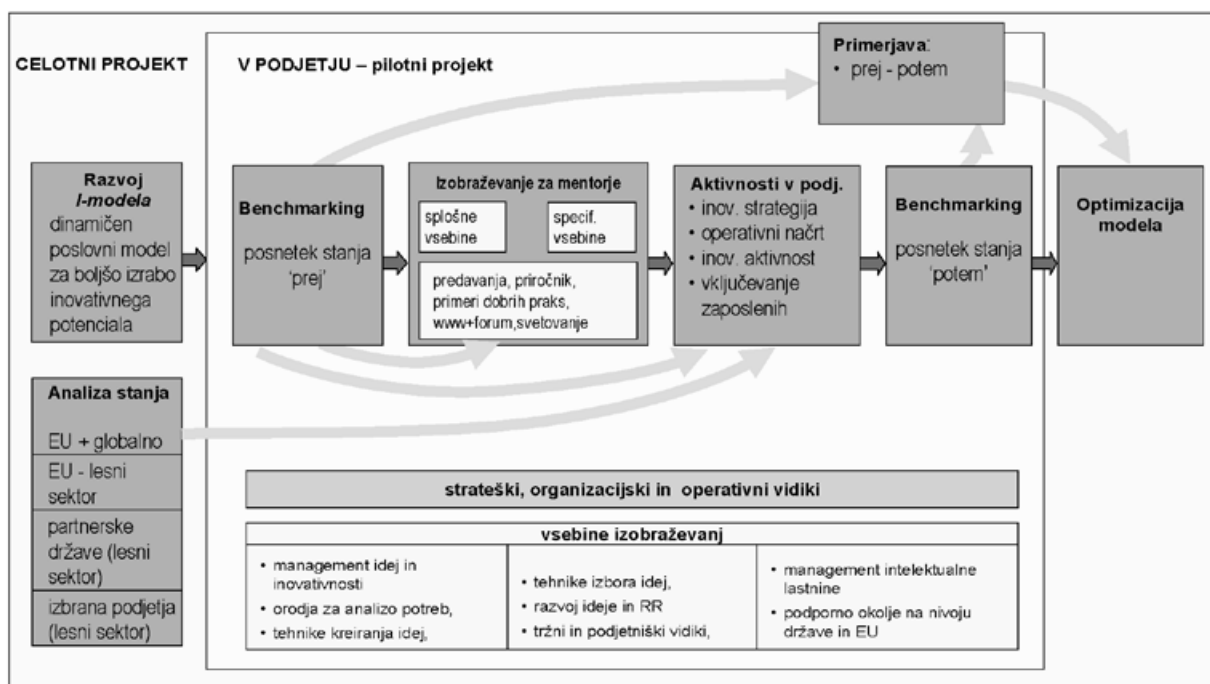 CELOTNI PROJEKT
V PODJETJU – pilotni projekt
Primerjava:
• prej - potem
Razvoj
I-modela
dinamičen
poslovni model
za boljšo izrabo
inovativnega
potenciala
Benchmarking
posnetek stanja
'prej'
Izobraževanje za mentorje
splošne
vsebine
specif.
vsebine
predavanja, priročnik,
primeri dobrih praks,
www+forum,svetovanje
Aktivnosti v podj.
• inov. strategija
• operativni načrt
• inov. aktivnost
• vključevanje
zaposlenih
Benchmarking
posnetek stanja
'potem'
Optimizacija
modela
Analiza stanja
EU + globalno
EU - lesni
sektor
partnerske
države (lesni
sektor)
izbrana podjetja
(lesni sektor)
strateški, organizacijski in operativni vidiki
vsebine izobraževanj
• management idej in
inovativnosti
• orodja za analizo potreb,
• tehnike kreiranja idej,
• tehnike izbora idej,
• razvoj ideje in RR
• tržni in podjetniški vidiki,
• management intelektualne
lastnine
• podporno okolje na nivoju
države in EU